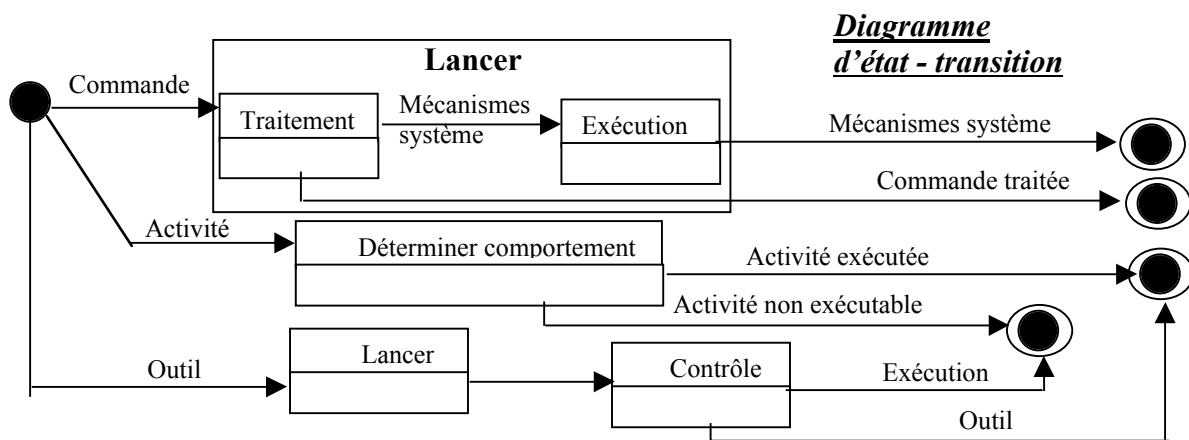 Diagramme
d'état - transition
Lancer
Commande
Traitement
Mécanismes
système
Exécution
Mécanismes système
Commande traitée
Activité
Déterminer comportement
Activité exécutée
Activité non exécutable
Outil
Lancer
Contrôle
Exécution
Outil